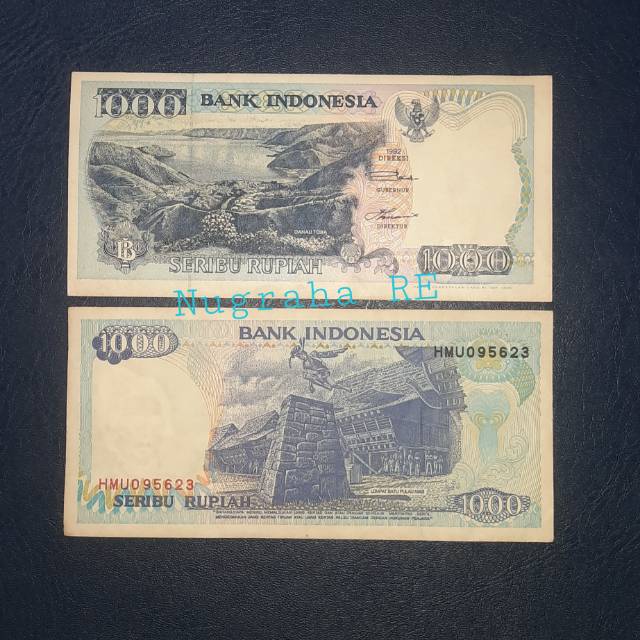 1000 BANK INDONESIA
1992
DIREKSI
GUBERNUR
DIREKTUR
DANAU TOBA
SERIBU RUPIAH 1000
Nugraha RE
1000 BANK INDONESIA
HMU095623
HMU095623
LOMPAT BATU PULAU NIAS
SERIBU RUPIAH 1000